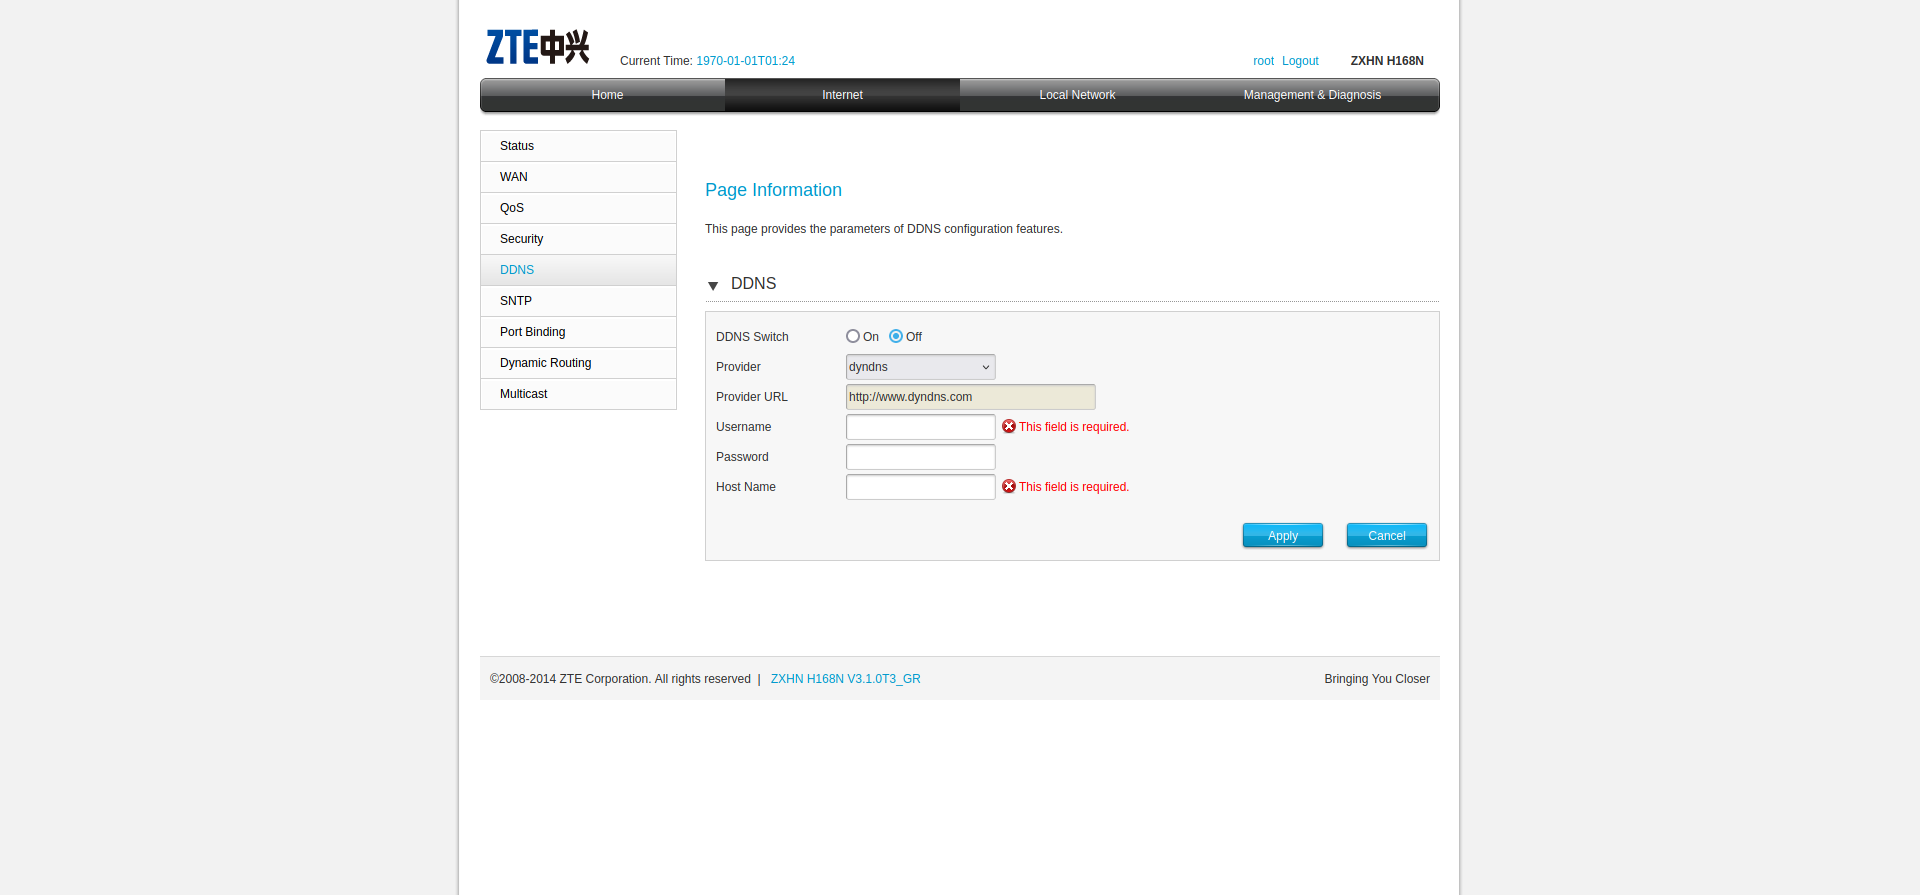 ZTE中兴
Current Time: 1970-01-01T01:24
root Logout ZXHN H168N
Home Internet Local Network Management & Diagnosis
Status
WAN
QoS
Security
DDNS
SNTP
Port Binding
Dynamic Routing
Multicast
Page Information
This page provides the parameters of DDNS configuration features.
DDNS
DDNS Switch On Off
Provider dyndns
Provider URL http://www.dyndns.com
Username This field is required.
Password
Host Name This field is required.
Apply Cancel
©2008-2014 ZTE Corporation. All rights reserved | ZXHN H168N V3.1.0T3_GR Bringing You Closer